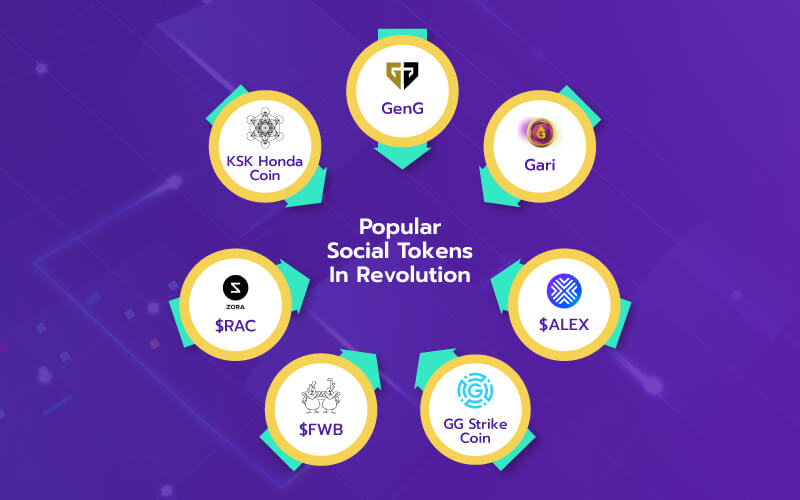 GenG
Gari
$ALEX
GG Strike
Coin
$FWB
ZORA
$RAC
KSK Honda
Coin
Popular
Social Tokens
In Revolution